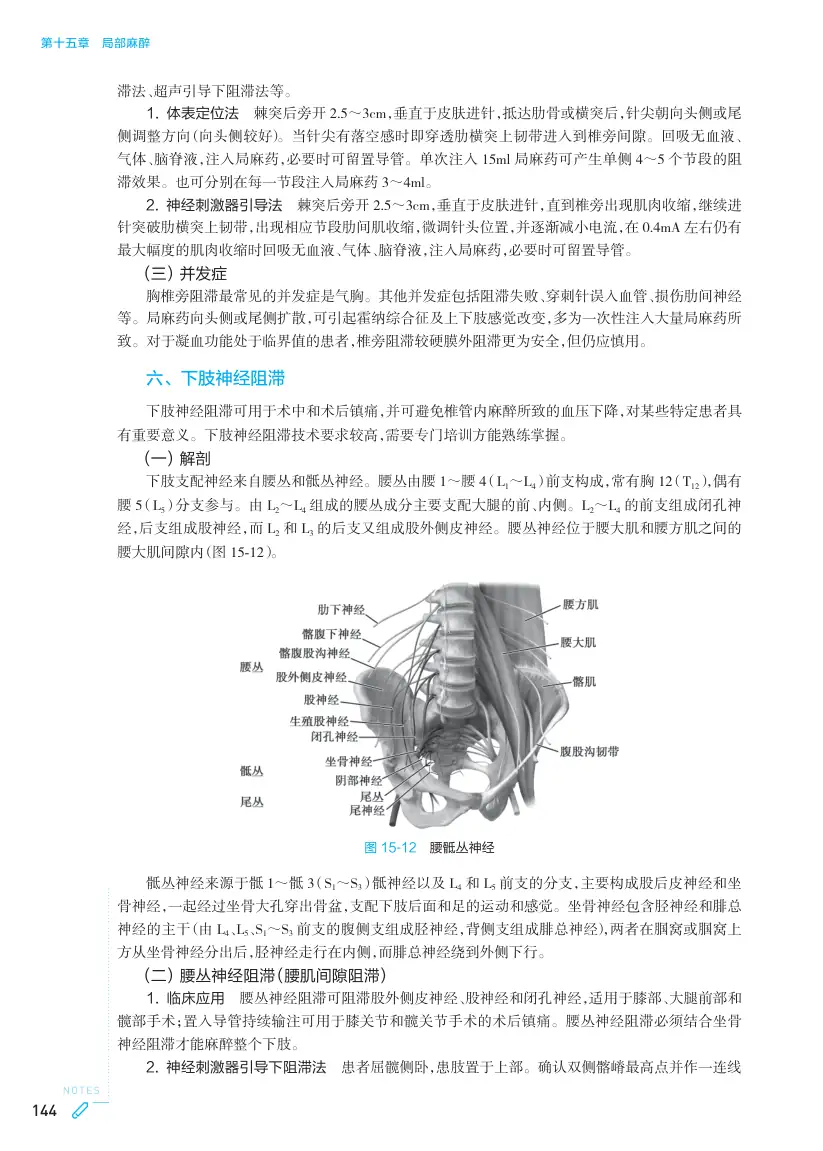 第十五章 局部麻醉
滞法、超声引导下阻滞法等。
1. 体表定位法 棘突后旁开 2.5～3cm，垂直于皮肤进针，抵达肋骨或横突后，针尖朝向头侧或尾
侧调整方向（向头侧较好）。当针尖有落空感时即穿透肋横突上韧带进入到椎旁间隙。回吸无血液、
气体、脑脊液，注入局麻药，必要时可留置导管。单次注入 15ml 局麻药可产生单侧 4～5 个节段的阻
滞效果。也可分别在每一节段注入局麻药 3～4ml。
2. 神经刺激器引导法 棘突后旁开 2.5～3cm，垂直于皮肤进针，直到椎旁出现肌肉收缩，继续进
针突破肋横突上韧带，出现相应节段肋间肌收缩，微调针头位置，并逐渐减小电流，在 0.4mA 左右仍有
最大幅度的肌肉收缩时回吸无血液、气体、脑脊液，注入局麻药，必要时可留置导管。
（三）并发症
胸椎旁阻滞最常见的并发症是气胸。其他并发症包括阻滞失败、穿刺针误入血管、损伤肋间神经
等。局麻药向头侧或尾侧扩散，可引起霍纳综合征及上下肢感觉改变，多为一次性注入大量局麻药所
致。对于凝血功能处于临界值的患者，椎旁阻滞较硬膜外阻滞更为安全，但仍应慎用。
六、下肢神经阻滞
下肢神经阻滞可用于术中和术后镇痛，并可避免椎管内麻醉所致的血压下降，对某些特定患者具
有重要意义。下肢神经阻滞技术要求较高，需要专门培训方能熟练掌握。
（一）解剖
下肢支配神经来自腰丛和骶丛神经。腰丛由腰 1～腰 4（L₁～L₄）前支构成，常有胸 12（T₁₂），偶有
腰 5（L₅）分支参与。由 L₂～L₄ 组成的腰丛成分主要支配大腿的前、内侧。L₂～L₄ 的前支组成闭孔神
经，后支组成股神经，而 L₂ 和 L₃ 的后支又组成股外侧皮神经。腰丛神经位于腰大肌和腰方肌之间的
腰大肌间隙内（图 15-12）。
肋下神经
髂腹下神经
髂腹股沟神经
腰丛
股外侧皮神经
股神经
生殖股神经
闭孔神经
坐骨神经
骶丛
阴部神经
尾丛
尾丛
尾神经
腰方肌
腰大肌
髂肌
腹股沟韧带
图 15-12 腰骶丛神经
骶丛神经来源于骶 1～骶 3（S₁～S₃）骶神经以及 L₄ 和 L₅ 前支的分支，主要构成股后皮神经和坐
骨神经，一起经过坐骨大孔穿出骨盆，支配下肢后面和足的运动和感觉。坐骨神经包含胫神经和腓总
神经的主干（由 L₄、L₅、S₁～S₃ 前支的腹侧支组成胫神经，背侧支组成腓总神经），两者在腘窝或腘窝上
方从坐骨神经分出后，胫神经走行在内侧，而腓总神经绕到外侧下行。
（二）腰丛神经阻滞（腰肌间隙阻滞）
1. 临床应用 腰丛神经阻滞可阻滞股外侧皮神经、股神经和闭孔神经，适用于膝部、大腿前部和
髋部手术；置入导管持续输注可用于膝关节和髋关节手术的术后镇痛。腰丛神经阻滞必须结合坐骨
神经阻滞才能麻醉整个下肢。
2. 神经刺激器引导下阻滞法 患者屈髋侧卧，患肢置于上部。确认双侧髂嵴最高点并作一连线
NOTES
144